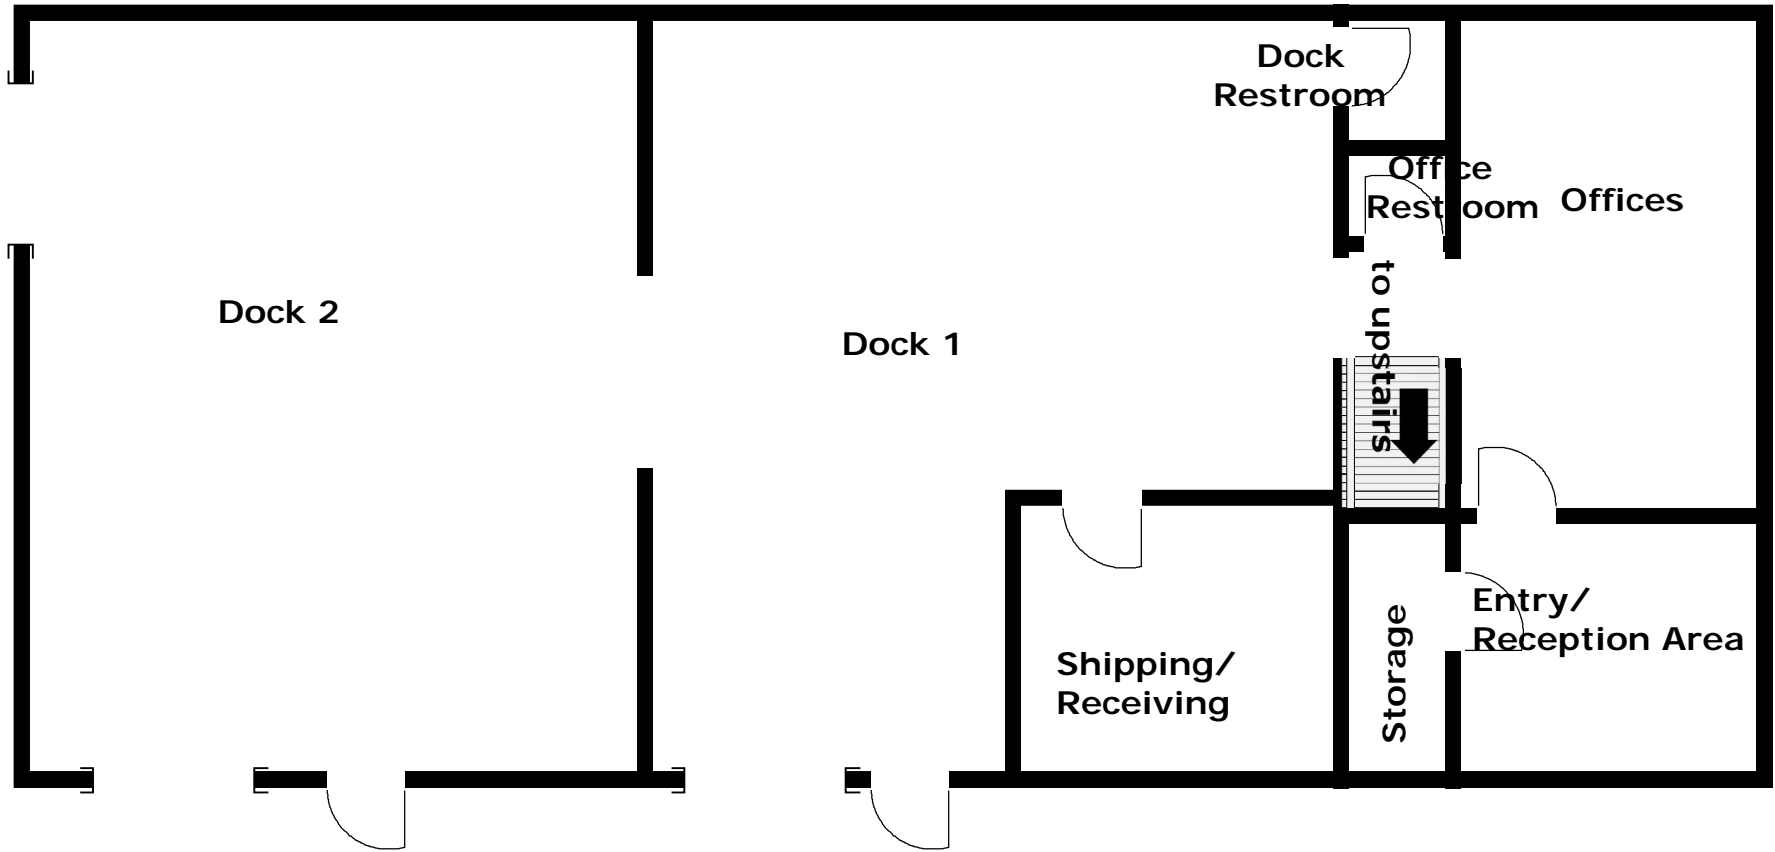 Dock
Restroom
Office
Restroom
Offices
to upstairs
Dock 2
Dock 1
Entry/
Reception Area
Storage
Shipping/
Receiving